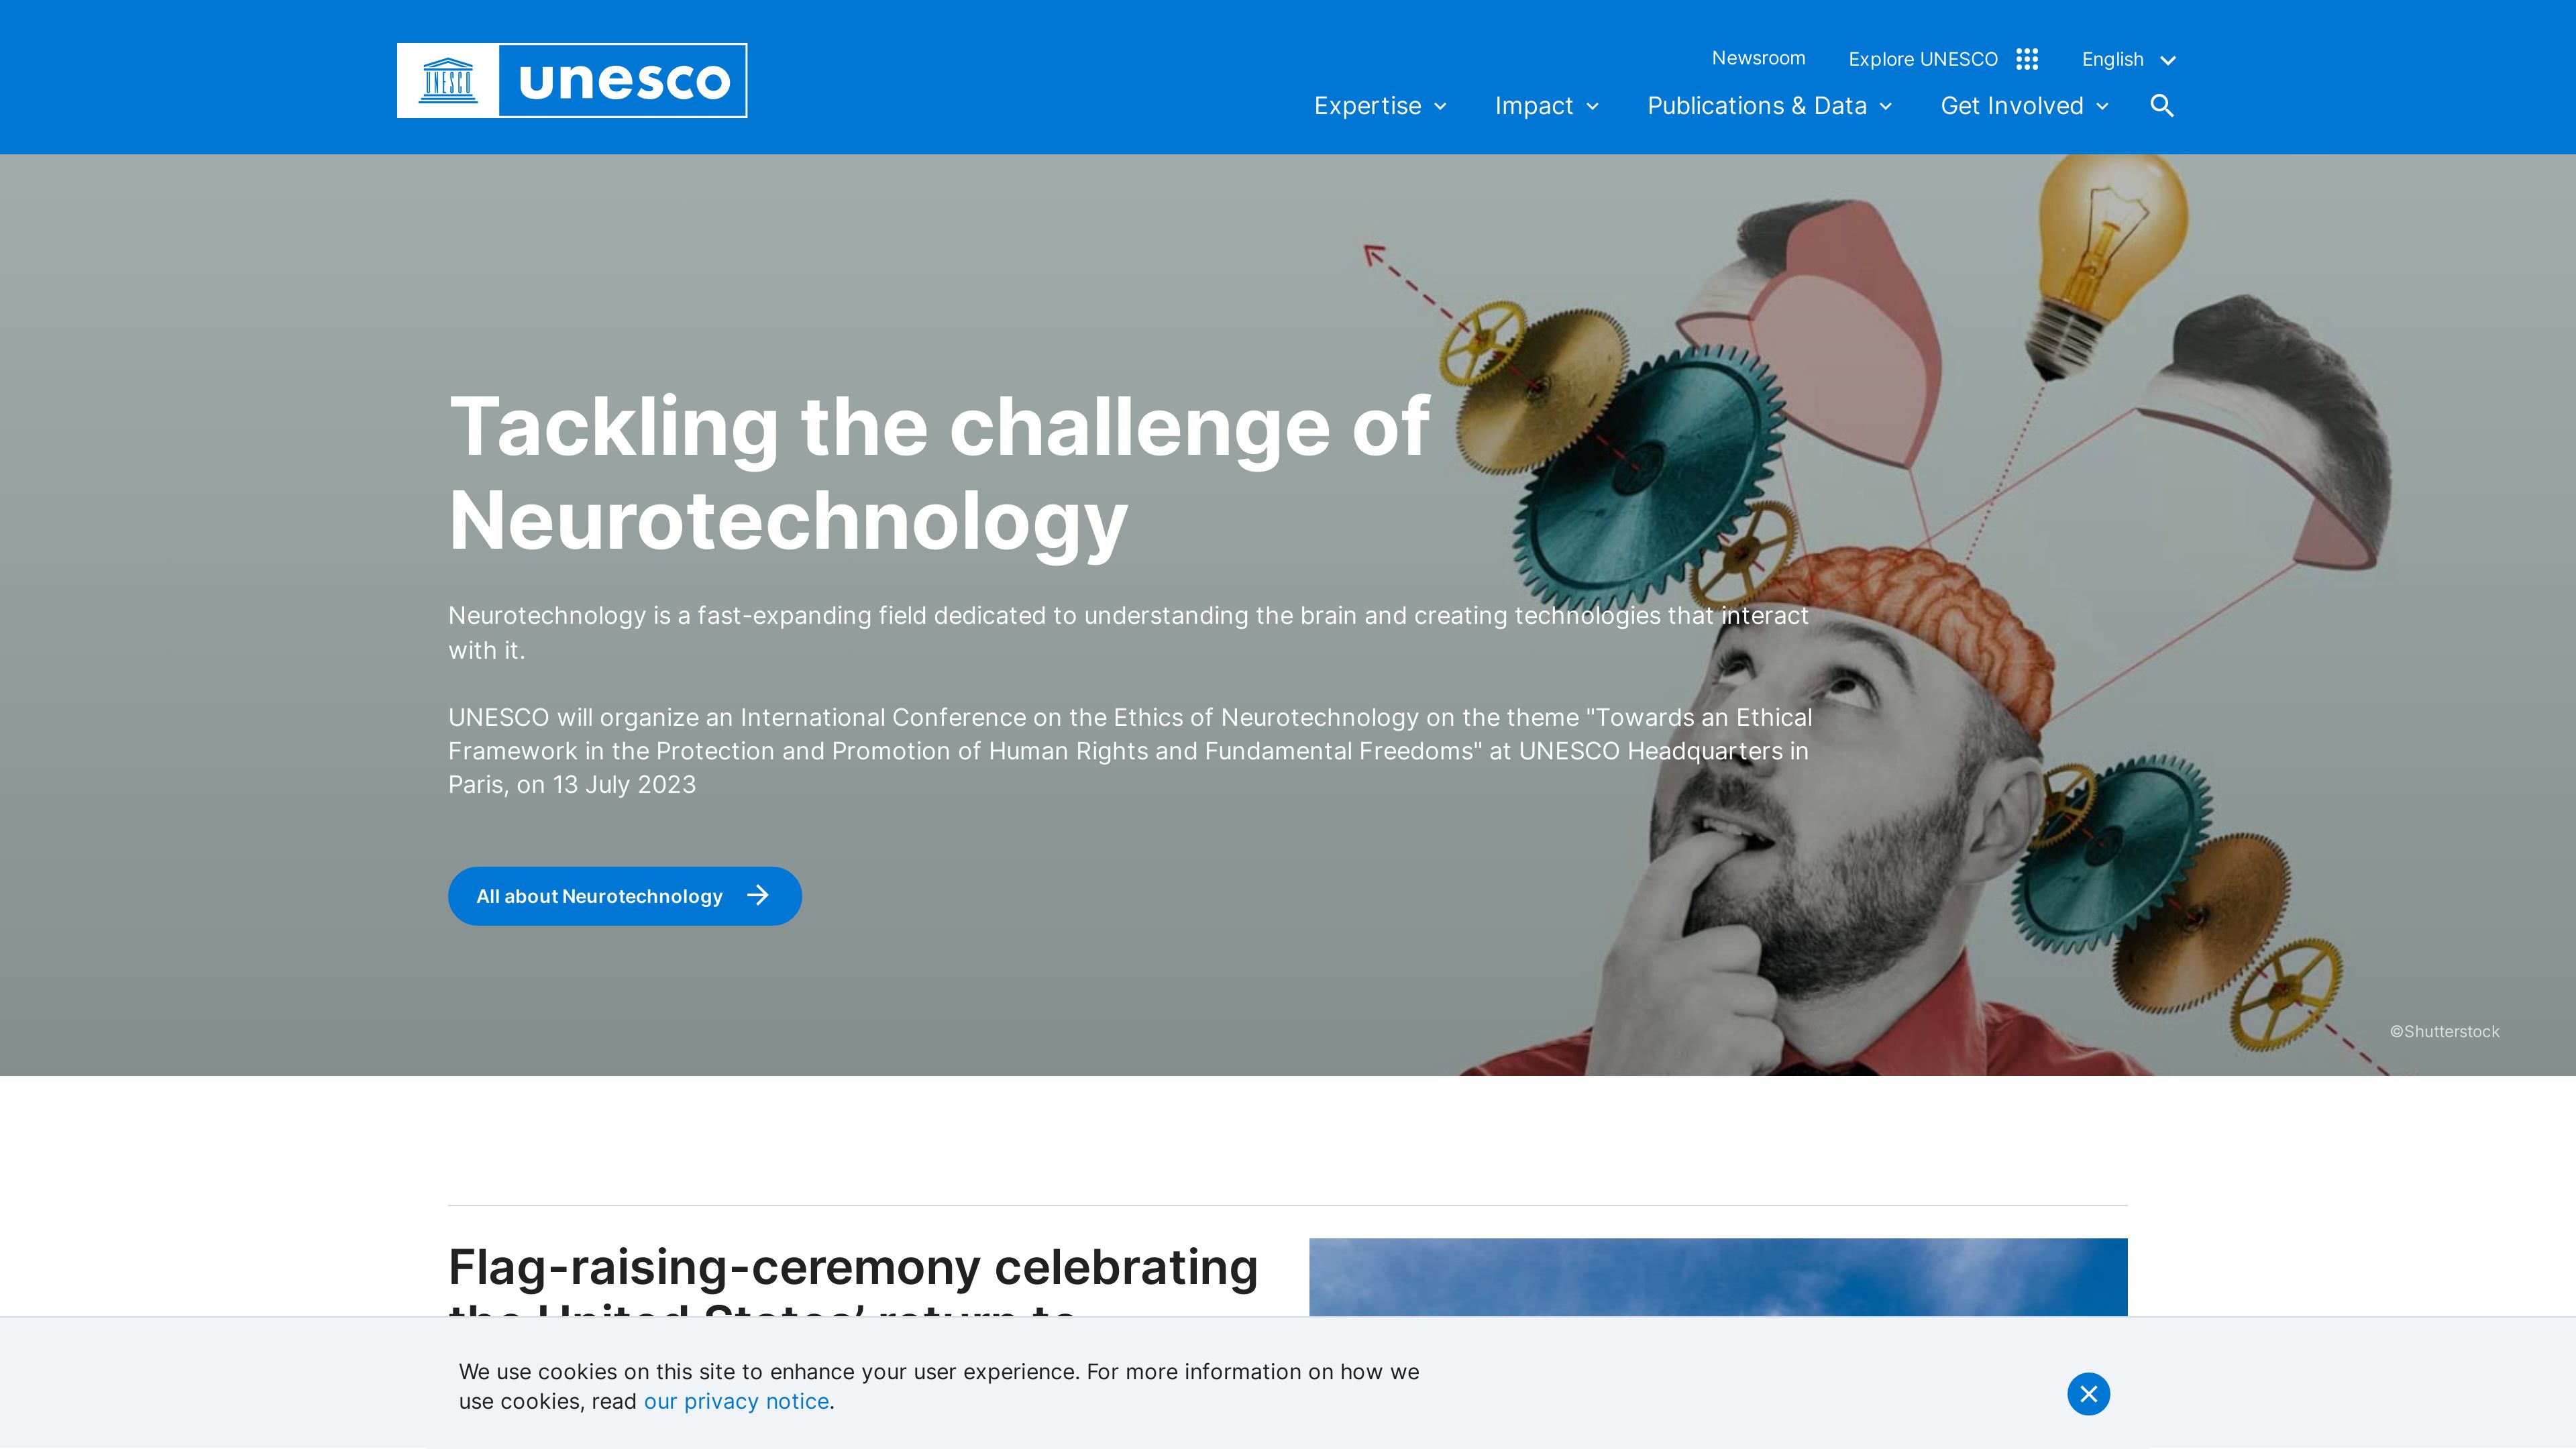 UNESCO
unesco
Newsroom
Explore UNESCO
English
Expertise
Impact
Publications & Data
Get Involved
Tackling the challenge of
Neurotechnology
Neurotechnology is a fast-expanding field dedicated to understanding the brain and creating technologies that interact
with it.
UNESCO will organize an International Conference on the Ethics of Neurotechnology on the theme "Towards an Ethical
Framework in the Protection and Promotion of Human Rights and Fundamental Freedoms" at UNESCO Headquarters in
Paris, on 13 July 2023
All about Neurotechnology
©Shutterstock
Flag-raising-ceremony celebrating
the United States’ return to
We use cookies on this site to enhance your user experience. For more information on how we
use cookies, read our privacy notice.